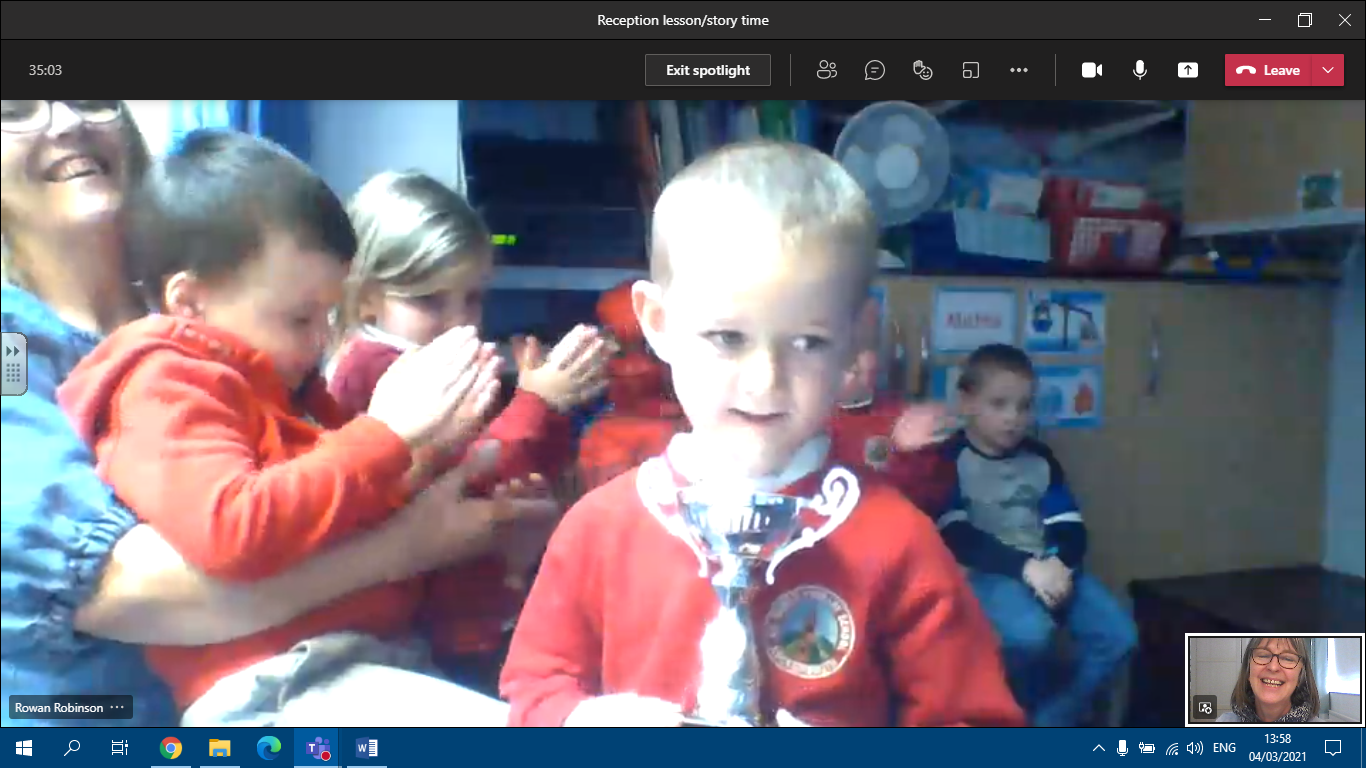 Reception lesson/story time
35:03
Exit spotlight
Leave
Maths
Rowan Robinson
ENG
13:58
04/03/2021